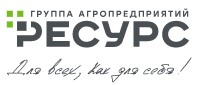 ГРУППА АГРОПРЕДПРИЯТИЙ
РЕСУРС
Для всех, как для себя!